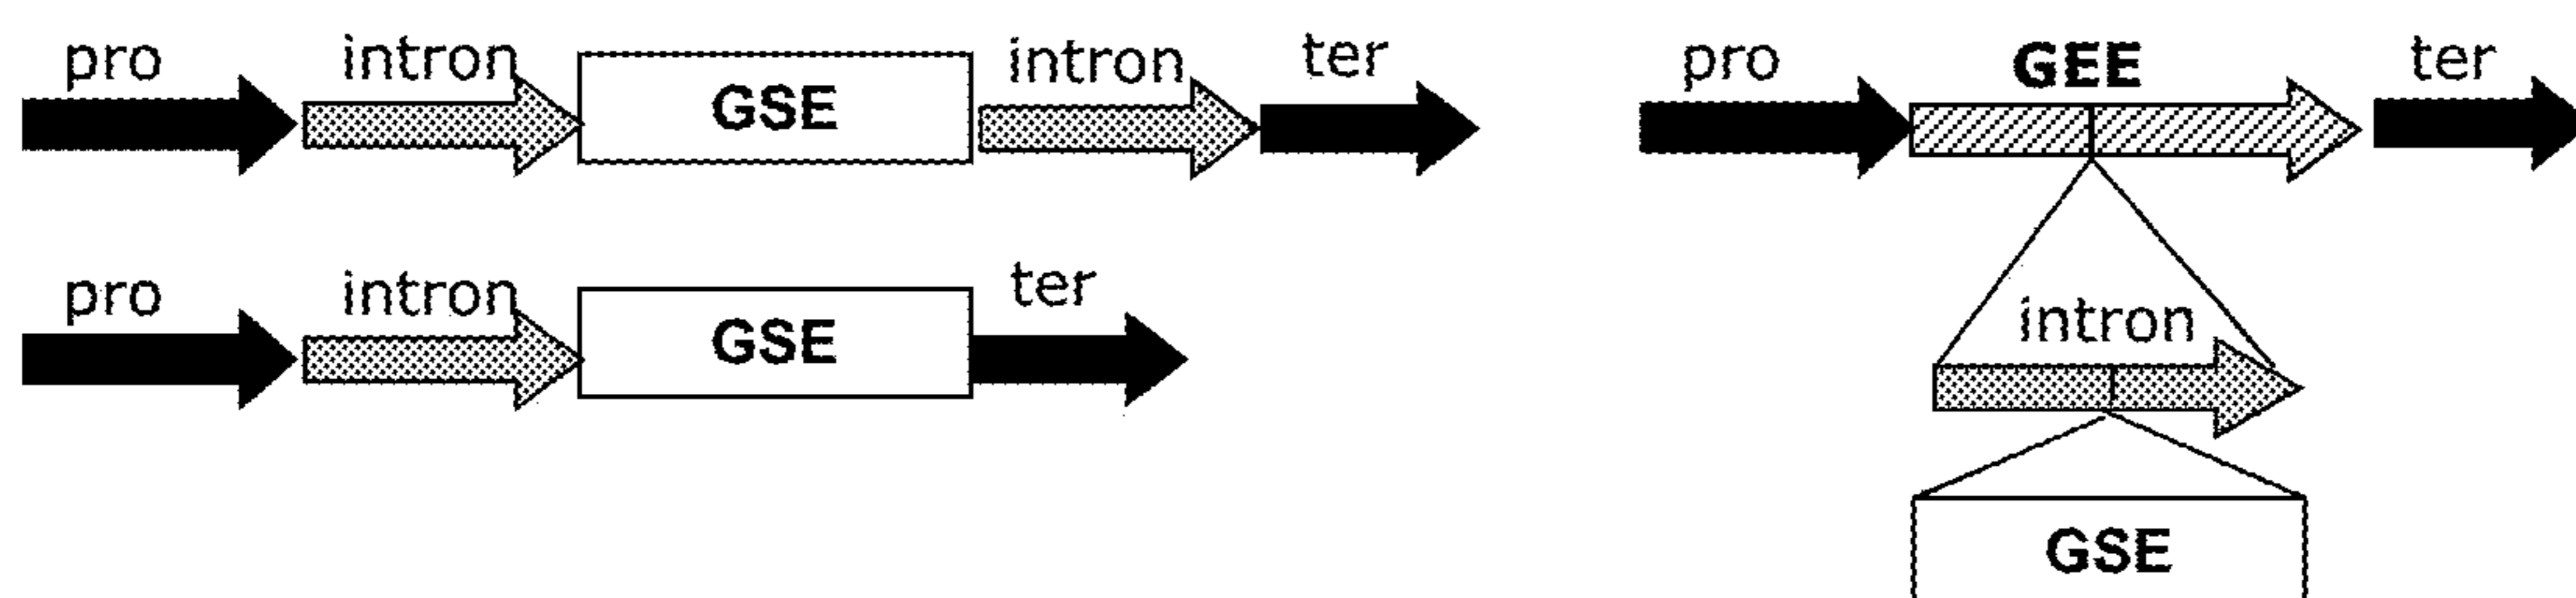 pro intron GSE intron ter
pro intron GSE ter
pro GEE ter
intron
GSE